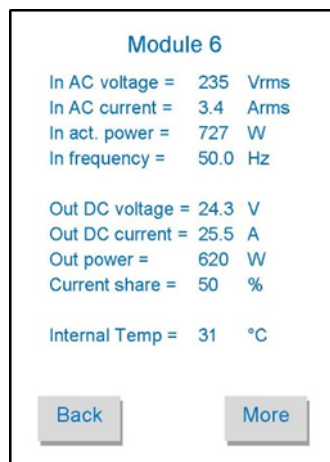 Module 6
In AC voltage = 235 Vrms
In AC current = 3.4 Arms
In act. power = 727 W
In frequency = 50.0 Hz
Out DC voltage = 24.3 V
Out DC current = 25.5 A
Out power = 620 W
Current share = 50 %
Internal Temp = 31 °C
Back More